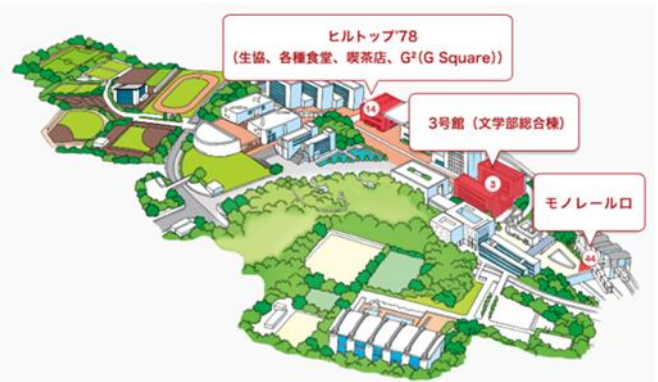 ヒルトップ'78
(生協、各種食堂、喫茶店、G²(G Square))
14
3号館（文学部総合棟）
3
モノレール口
44